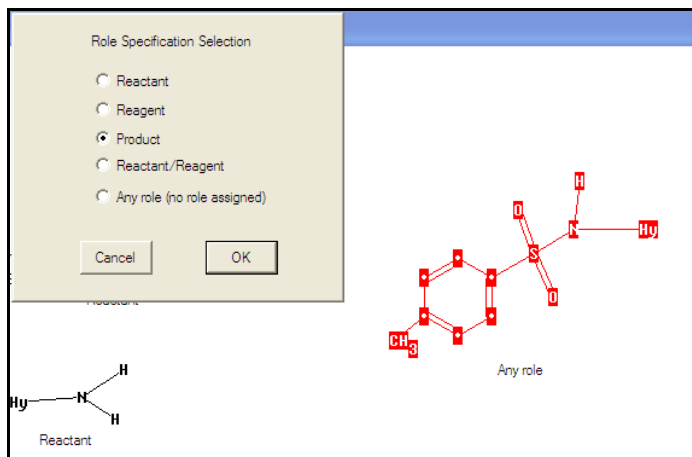 Role Specification Selection
Reactant
Reagent
Product
Reactant/Reagent
Any role (no role assigned)
Cancel
OK
H
O
N
Hy
S
O
CH3
Any role
H
Hy
N
H
Reactant